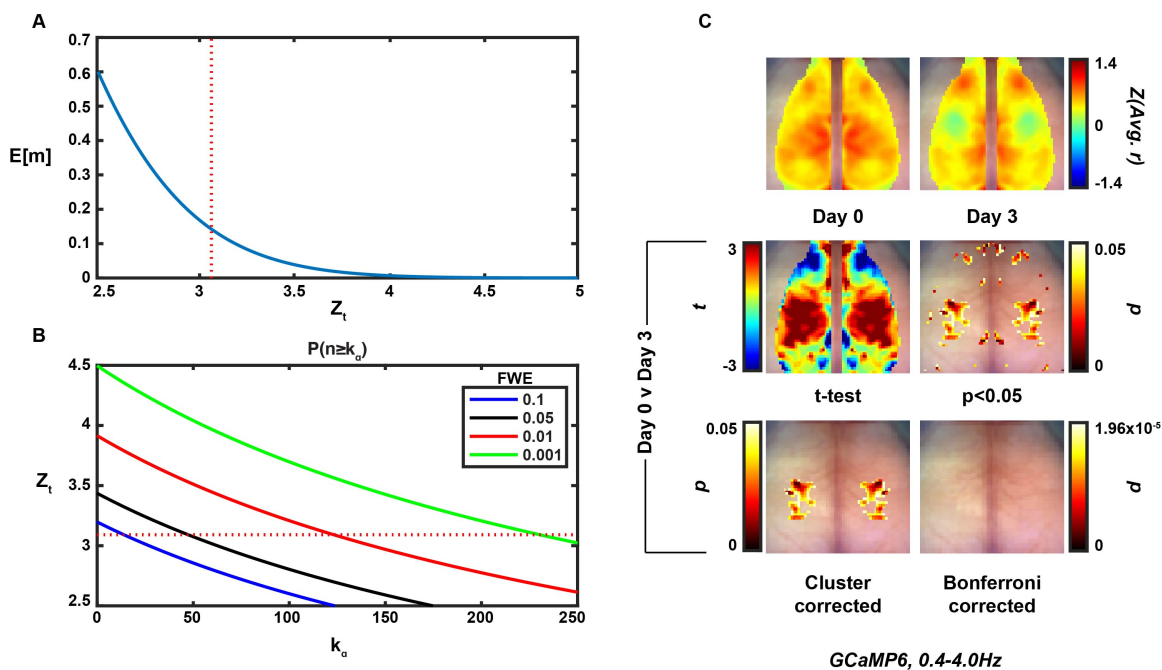 A
0.7
0.6
0.5
0.4
0.3
0.2
0.1
0
E[m]
2.5 3 3.5 4 4.5 5
Zt
B
P(n≥kα)
4.5
4
3.5
3
2.5
Zt
FWE
0.1
0.05
0.01
0.001
0 50 100 150 200 250
kα
C
1.4
0
-1.4
Z(Avg. r)
Day 0 Day 3
Day 0 v Day 3
3
-3
t
0.05
0
p
t-test p<0.05
0.05
0
p
1.96x10-5
0
p
Cluster
corrected
Bonferroni
corrected
GCaMP6, 0.4-4.0Hz